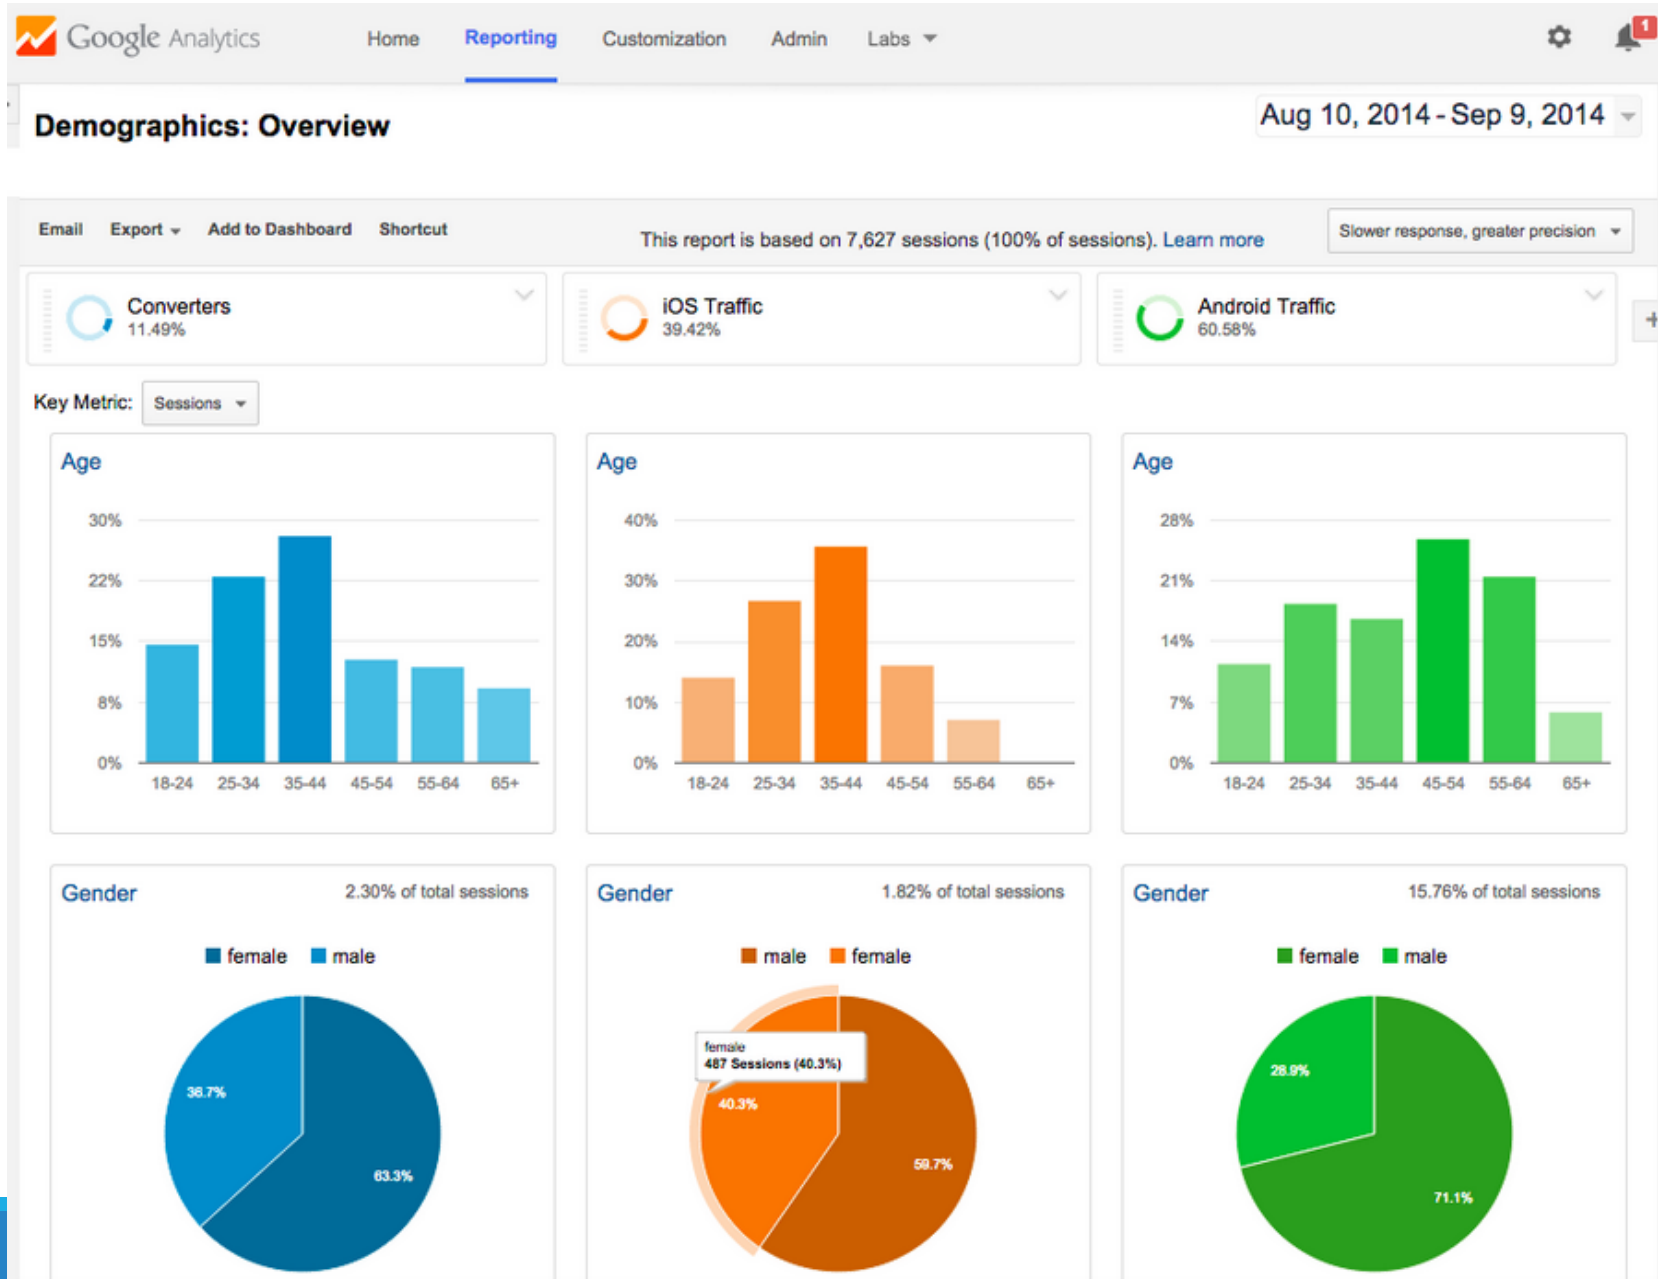 Google Analytics Home Reporting Customization Admin Labs 1
Demographics: Overview
Aug 10, 2014 - Sep 9, 2014
Email Export Add to Dashboard Shortcut
This report is based on 7,627 sessions (100% of sessions). Learn more
Slower response, greater precision
Converters
11.49%
iOS Traffic
39.42%
Android Traffic
60.58%
+
Key Metric: Sessions
Age
30%
22%
15%
8%
0%
18-24 25-34 35-44 45-54 55-64 65+
Age
40%
30%
20%
10%
0%
18-24 25-34 35-44 45-54 55-64 65+
Age
28%
21%
14%
7%
0%
18-24 25-34 35-44 45-54 55-64 65+
Gender 2.30% of total sessions
female male
36.7%
63.3%
Gender 1.82% of total sessions
male female
female
487 Sessions (40.3%)
40.3%
59.7%
Gender 15.76% of total sessions
female male
28.9%
71.1%